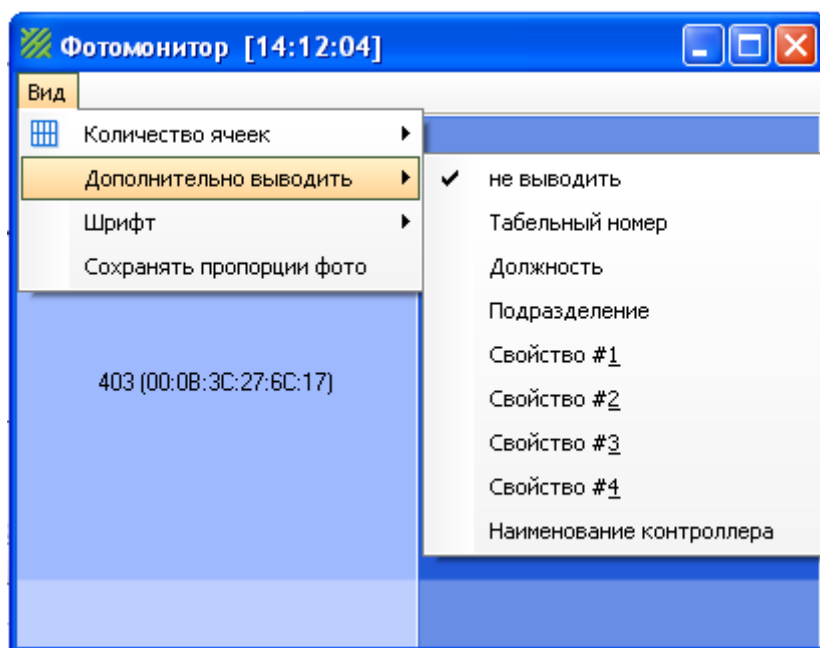 Фотомонитор [14:12:04]
Вид
Количество ячеек
Дополнительно выводить
Шрифт
Сохранять пропорции фото
не выводить
Табельный номер
Должность
Подразделение
Свойство #1
Свойство #2
Свойство #3
Свойство #4
Наименование контроллера
403 (00:0B:3C:27:6C:17)